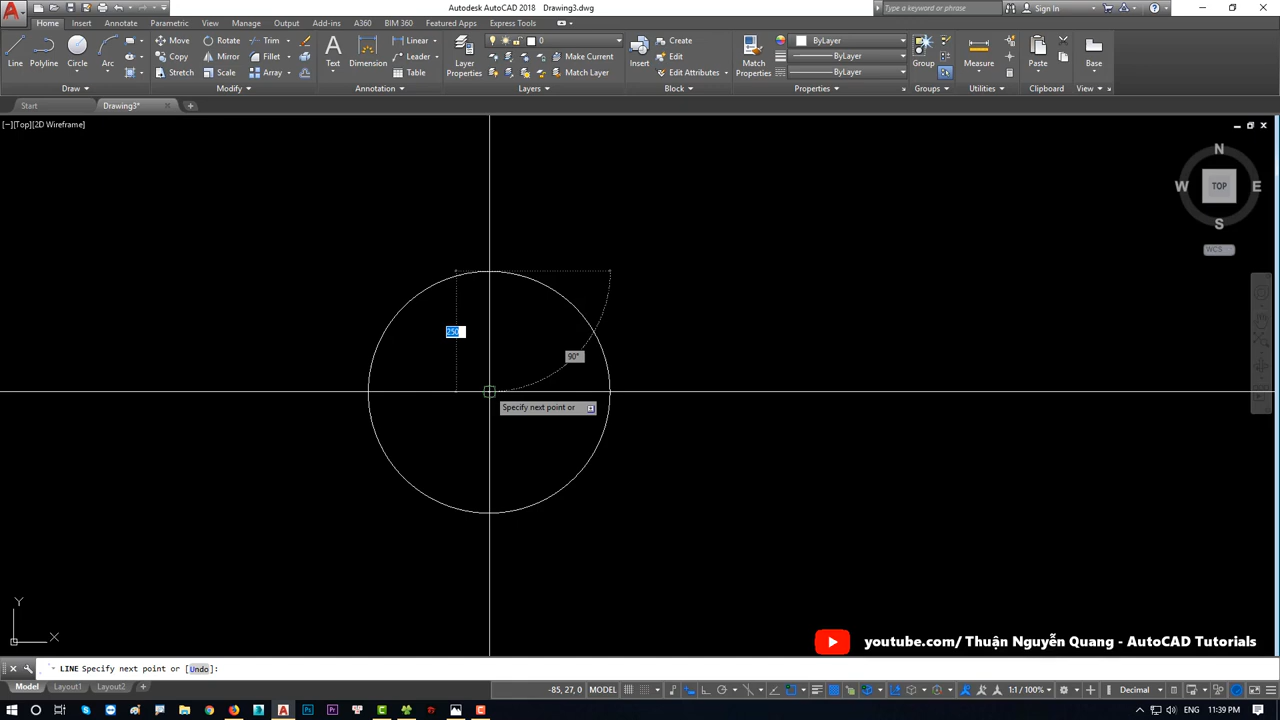 Autodesk AutoCAD 2018 Drawing3.dwg
Type a keyword or phrase
Sign In
Home Insert Annotate Parametric View Manage Output Add-ins A360 BIM 360 Featured Apps Express Tools
Line
Polyline
Circle
Arc
Move Rotate Trim
Copy Mirror Fillet
Stretch Scale Array
Text
Dimension
Linear
Leader
Table
Layer
Properties
0
Make Current
Match Layer
Insert
Create
Edit
Edit Attributes
Match
Properties
ByLayer
ByLayer
ByLayer
Group
Measure
Paste
Base
Draw Modify Annotation Layers Block Properties Groups Utilities Clipboard View
Start Drawing3*
[−][Top][2D Wireframe]
N
W TOP E
S
WCS
250
90°
Specify next point or
Y
X
youtube.com/ Thuận Nguyễn Quang - AutoCAD Tutorials
LINE Specify next point or [Undo]:
Model Layout1 Layout2
-85, 27, 0 MODEL 1:1 / 100% Decimal
11:39 PM